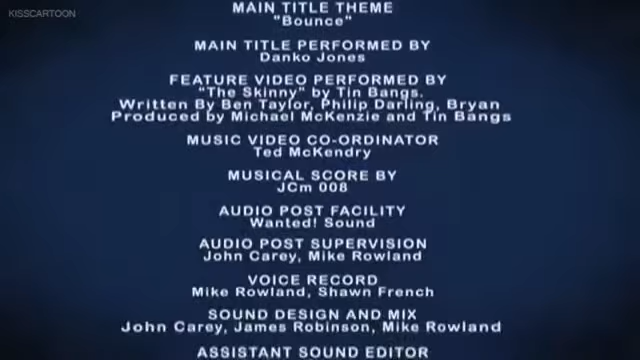 KISSCARTOON
MAIN TITLE THEME
"Bounce"
MAIN TITLE PERFORMED BY
Danko Jones
FEATURE VIDEO PERFORMED BY
"The Skinny" by Tin Bangs.
Written By Ben Taylor, Philip Darling, Bryan
Produced by Michael McKenzie and Tin Bangs
MUSIC VIDEO CO-ORDINATOR
Ted McKendry
MUSICAL SCORE BY
JCm 008
AUDIO POST FACILITY
Wanted! Sound
AUDIO POST SUPERVISION
John Carey, Mike Rowland
VOICE RECORD
Mike Rowland, Shawn French
SOUND DESIGN AND MIX
John Carey, James Robinson, Mike Rowland
ASSISTANT SOUND EDITOR